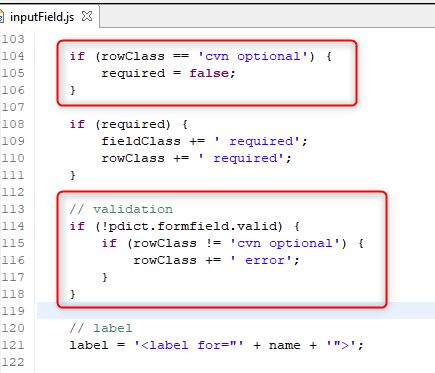 inputField.js
103
104 if (rowClass == 'cvn optional') {
105 required = false;
106 }
107
108 if (required) {
109 fieldClass += ' required';
110 rowClass += ' required';
111 }
112
113 // validation
114 if (!pdict.formfield.valid) {
115 if (rowClass != 'cvn optional') {
116 rowClass += ' error';
117 }
118 }
119
120 // label
121 label = '<label for="' + name + '">';
122